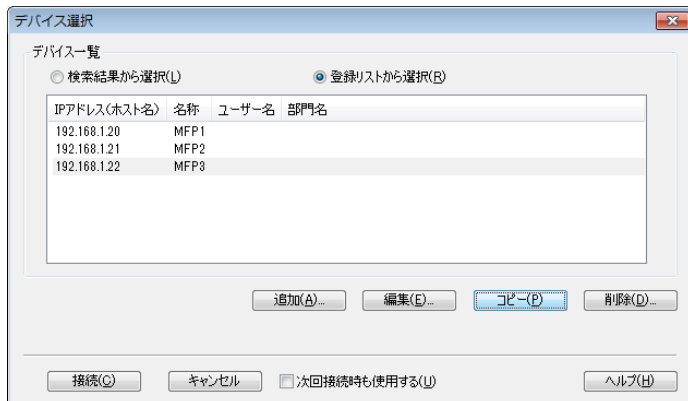 デバイス選択
デバイス一覧
検索結果から選択(L) 登録リストから選択(R)
IPアドレス(ホスト名) 名称 ユーザー名 部門名
192.168.1.20 MFP1
192.168.1.21 MFP2
192.168.1.22 MFP3
追加(A)... 編集(E)... コピー(P) 削除(D)...
接続(C) キャンセル 次回接続時も使用する(U) ヘルプ(H)